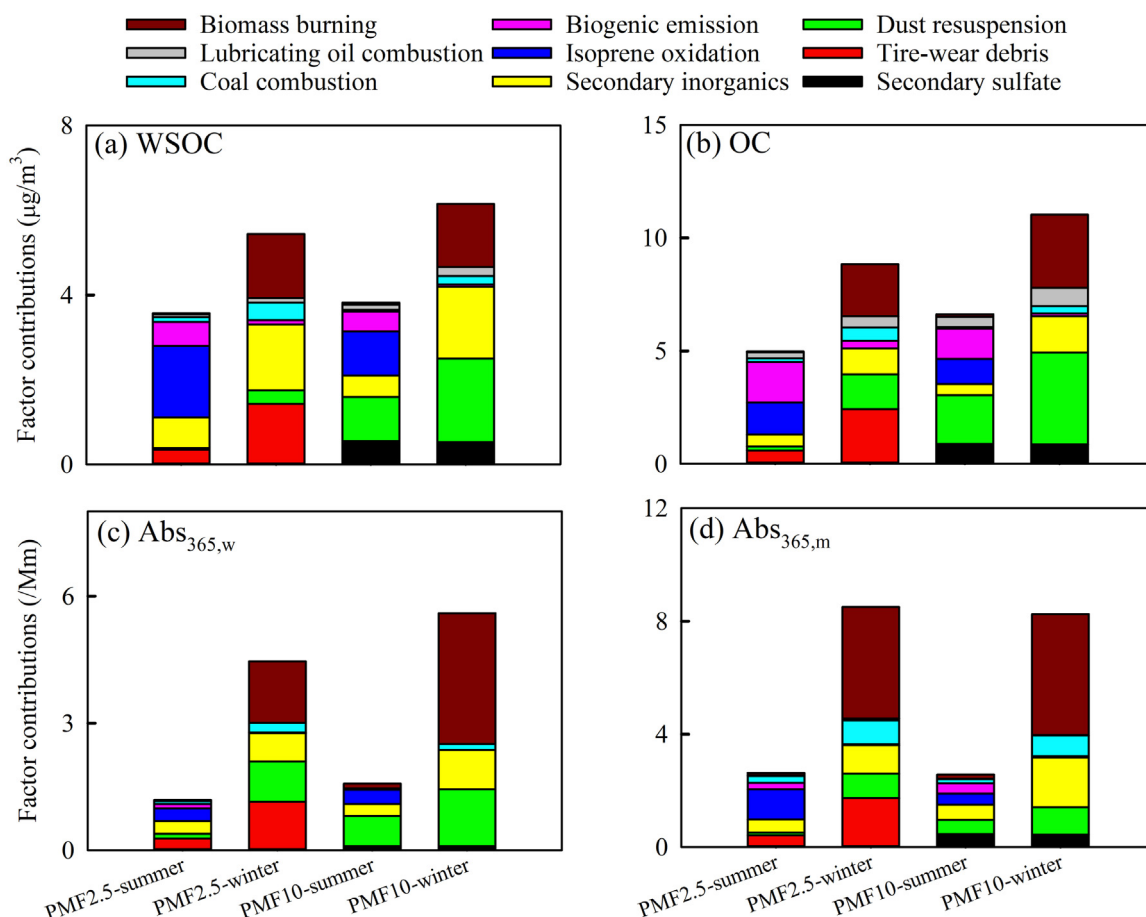 Biomass burning Biogenic emission Dust resuspension
Lubricating oil combustion Isoprene oxidation Tire-wear debris
Coal combustion Secondary inorganics Secondary sulfate
(a) WSOC
(b) OC
Factor contributions (μg/m³)
8
4
0
15
10
5
0
(c) Abs365,w
(d) Abs365,m
Factor contributions (/Mm)
6
3
0
12
8
4
0
PMF2.5-summer PMF2.5-winter PMF10-summer PMF10-winter
PMF2.5-summer PMF2.5-winter PMF10-summer PMF10-winter